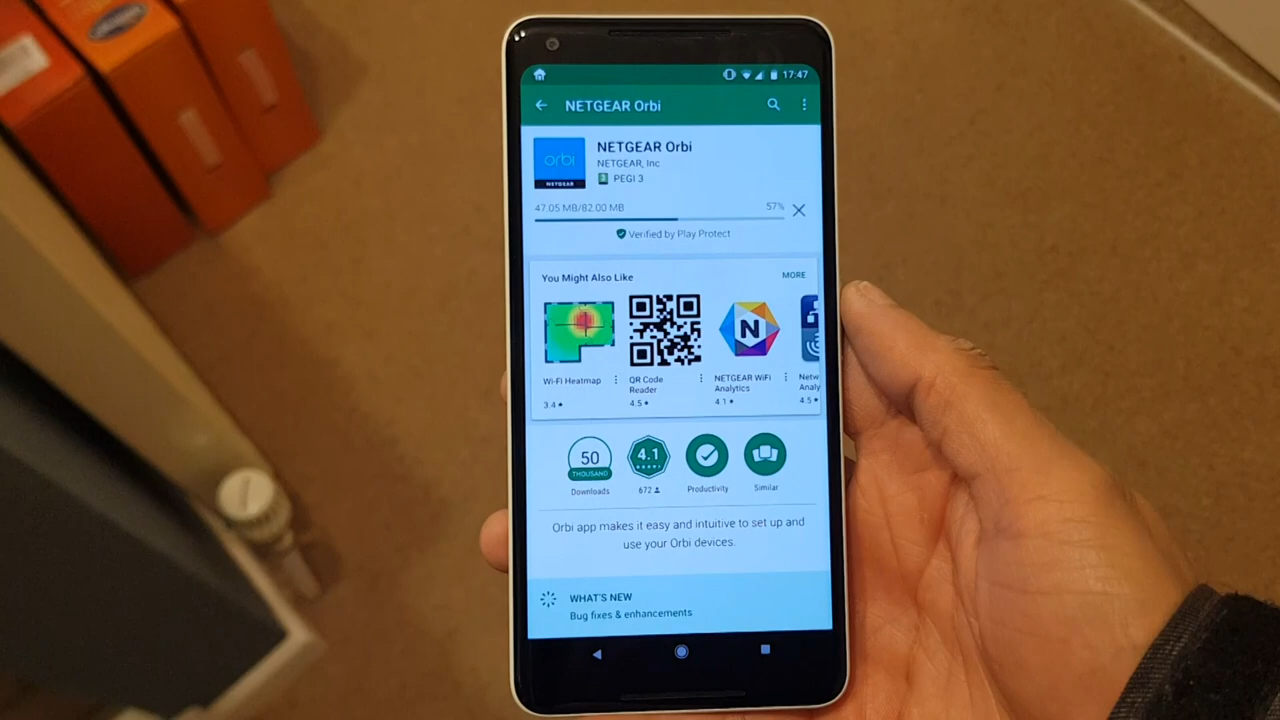 17:47
NETGEAR Orbi
orbi
NETGEAR
NETGEAR Orbi
NETGEAR, Inc
3 PEGI 3
47.05 MB/82.00 MB 57%
Verified by Play Protect
You Might Also Like MORE
N
Wi-Fi Heatmap
3.4
QR Code
Reader
4.5
NETGEAR WiFi
Analytics
4.1
Netw
Analy
4.5
50
THOUSAND
Downloads
4.1
672
Productivity
Similar
Orbi app makes it easy and intuitive to set up and
use your Orbi devices.
WHAT'S NEW
Bug fixes & enhancements